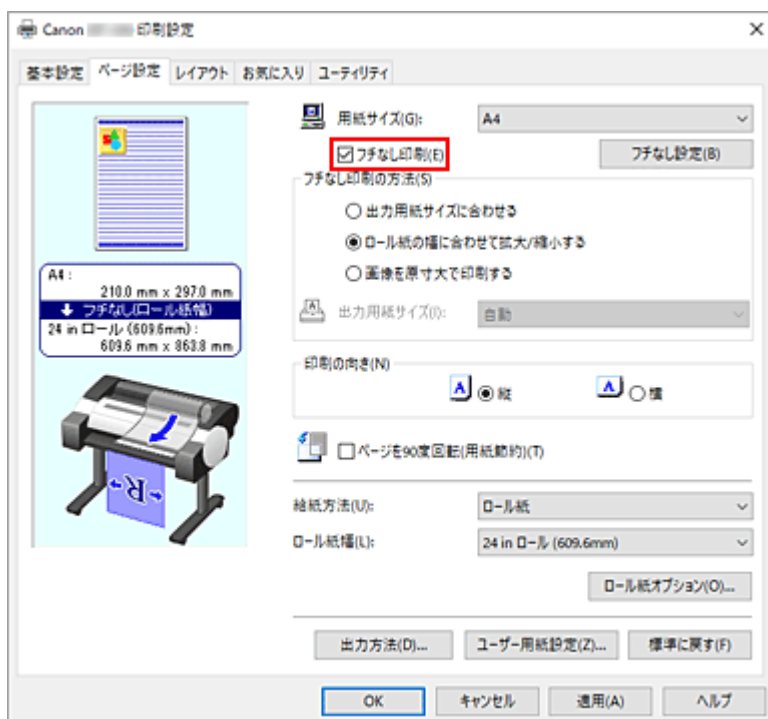 Canon 印刷設定
基本設定 ページ設定 レイアウト お気に入り ユーティリティ
用紙サイズ(G): A4
フチなし印刷(E) フチなし設定(B)
フチなし印刷の方法(S)
出力用紙サイズに合わせる
ロール紙の幅に合わせて拡大/縮小する
画像を原寸大で印刷する
出力用紙サイズ(I): 自動
A4 :
210.0 mm x 297.0 mm
フチなし(ロール紙幅)
24 in ロール (609.6mm) :
609.6 mm x 863.8 mm
印刷の向き(N)
A 縦 A 横
ページを90度回転(用紙節約)(T)
R
給紙方法(U): ロール紙
ロール紙幅(L): 24 in ロール (609.6mm)
ロール紙オプション(O)...
出力方法(D)... ユーザー用紙設定(Z)... 標準に戻す(F)
OK キャンセル 適用(A) ヘルプ